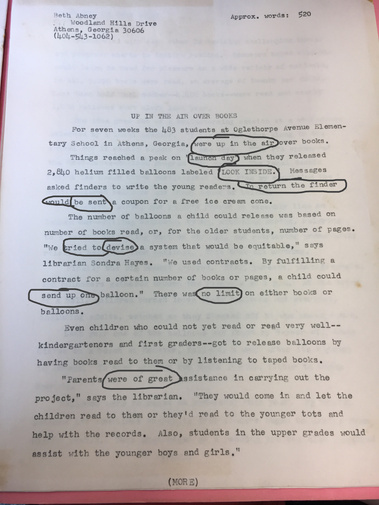 Beth Abney
Woodland Hills Drive
Athens, Georgia 30606
(404-543-1062)
Approx. words: 520
UP IN THE AIR OVER BOOKS
For seven weeks the 483 students at Oglethorpe Avenue Elemen-
tary School in Athens, Georgia, were up in the air over books.
Things reached a peak on launch day when they released
2,640 helium filled balloons labeled LOOK INSIDE. Messages
asked finders to write the young readers. In return the finder
would be sent a coupon for a free ice cream cone.
The number of balloons a child could release was based on
number of books read, or, for the older students, number of pages.
"We tried to devise a system that would be equitable," says
librarian Sondra Hayes. "We used contracts. By fulfilling a
contract for a certain number of books or pages, a child could
send up one balloon." There was no limit on either books or
balloons.
Even children who could not yet read or read very well--
kindergarteners and first graders--got to release balloons by
having books read to them or by listening to taped books.
"Parents were of great assistance in carrying out the
project," says the librarian. "They would come in and let the
children read to them or they'd read to the younger tots and
help with the records. Also, students in the upper grades would
assist with the younger boys and girls."
(MORE)